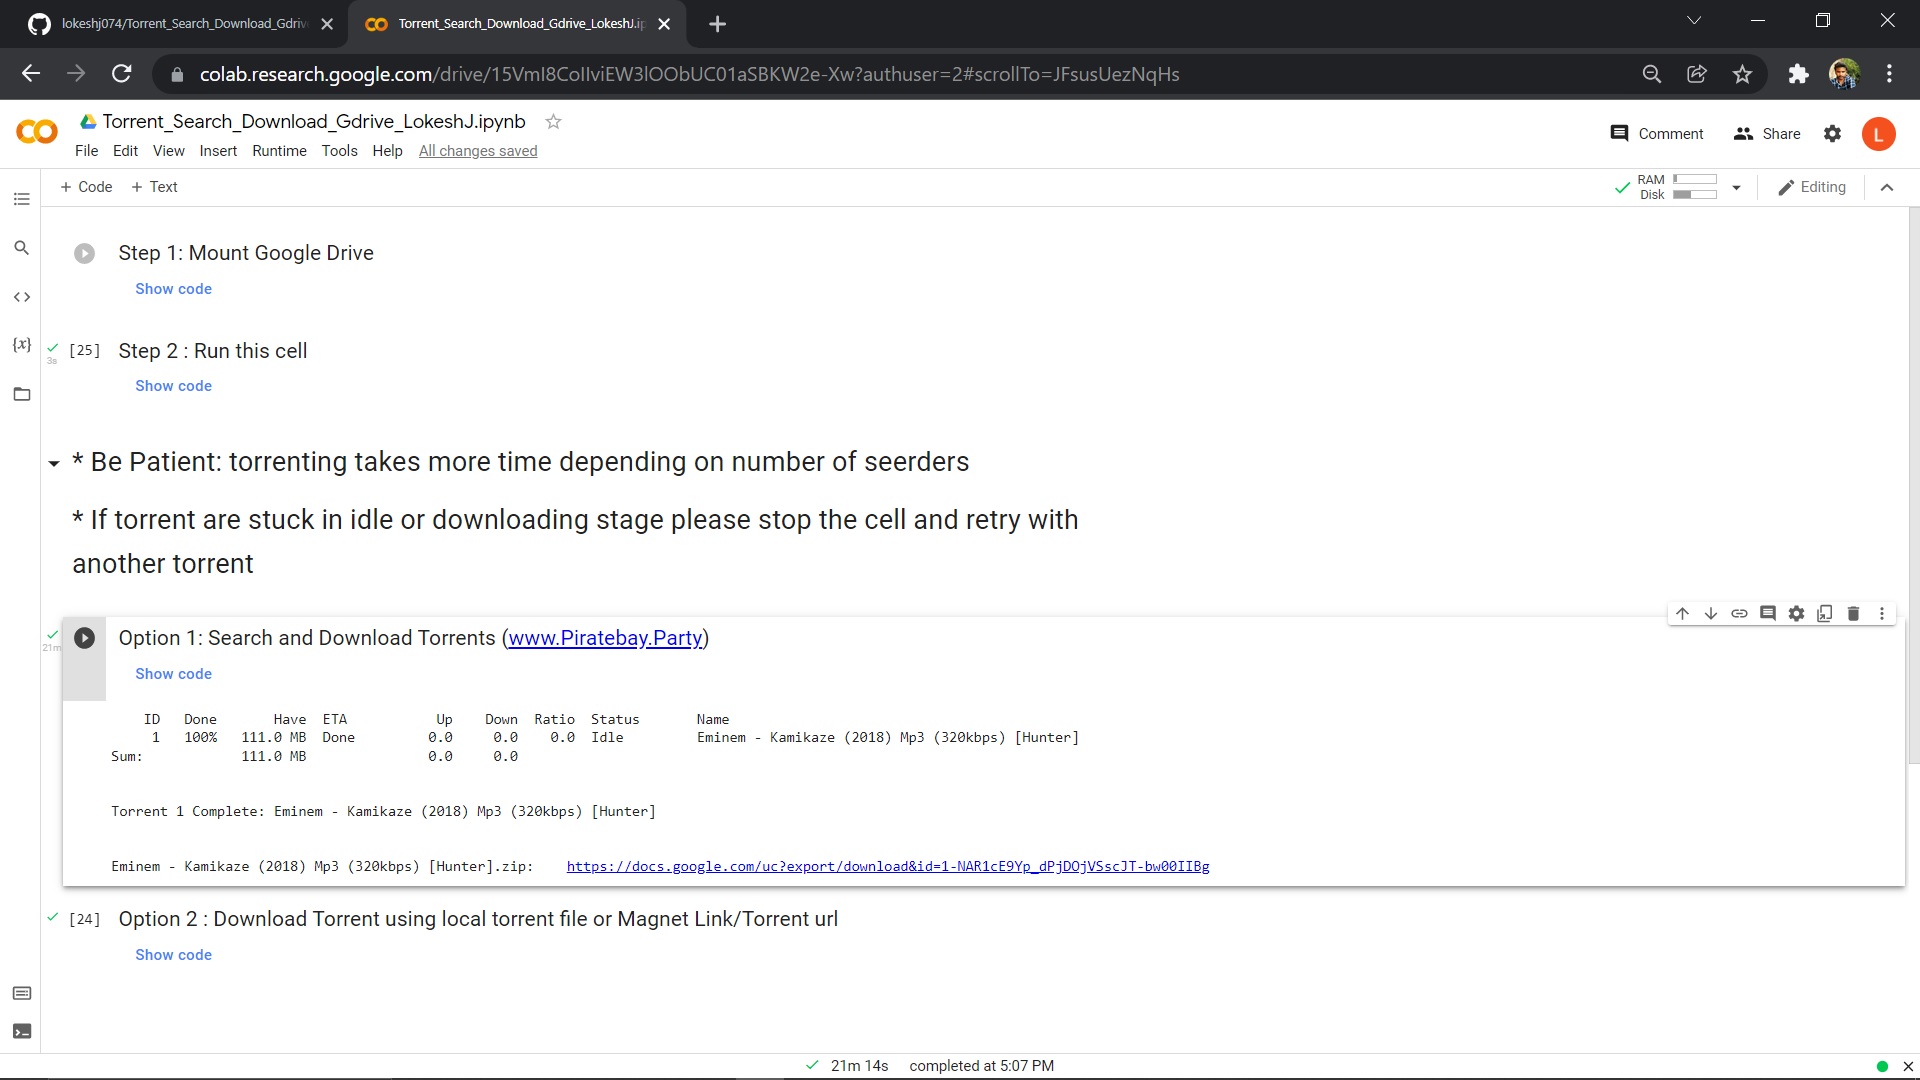 lokeshj074/Torrent_Search_Download_Gdriv
Torrent_Search_Download_Gdrive_LokeshJ.ip
colab.research.google.com/drive/15VmI8CoIIviEW3lOObUC01aSBKW2e-Xw?authuser=2#scrollTo=JFsusUezNqHs
Torrent_Search_Download_Gdrive_LokeshJ.ipynb
File Edit View Insert Runtime Tools Help All changes saved
Comment Share L
+ Code + Text
RAM
Disk
Editing
Step 1: Mount Google Drive
Show code
3s
[25] Step 2 : Run this cell
Show code
* Be Patient: torrenting takes more time depending on number of seerders
* If torrent are stuck in idle or downloading stage please stop the cell and retry with
another torrent
21m
Option 1: Search and Download Torrents (www.Piratebay.Party)
Show code
ID Done Have ETA Up Down Ratio Status Name
1 100% 111.0 MB Done 0.0 0.0 0.0 Idle Eminem - Kamikaze (2018) Mp3 (320kbps) [Hunter]
Sum: 111.0 MB 0.0 0.0
Torrent 1 Complete: Eminem - Kamikaze (2018) Mp3 (320kbps) [Hunter]
Eminem - Kamikaze (2018) Mp3 (320kbps) [Hunter].zip: https://docs.google.com/uc?export/download&id=1-NAR1cE9Yp_dPjDOjVSscJT-bw00IIBg
[24] Option 2 : Download Torrent using local torrent file or Magnet Link/Torrent url
Show code
21m 14s completed at 5:07 PM